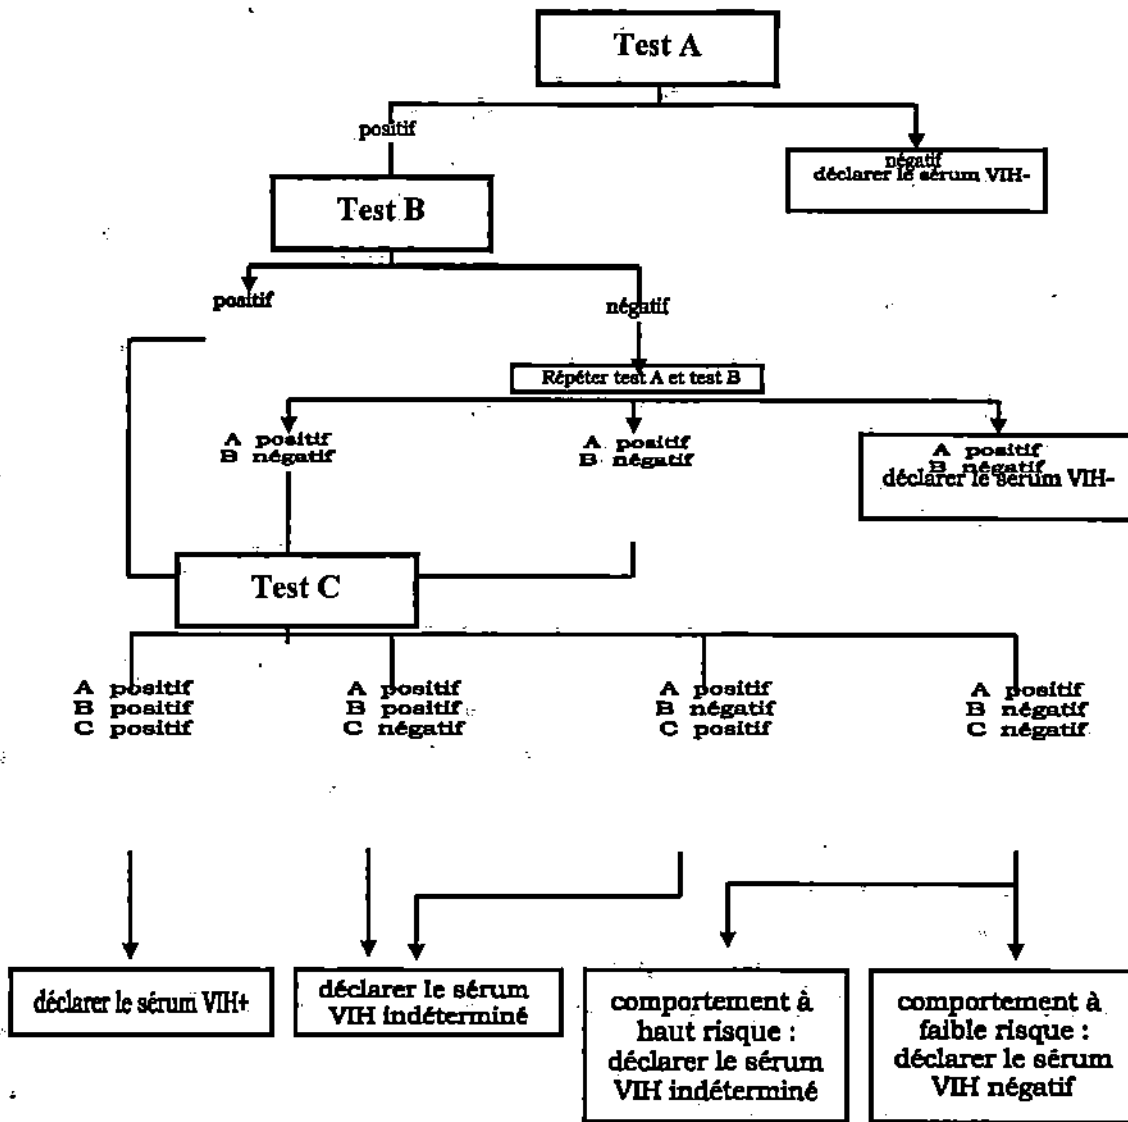 Test A
positif
négatif
déclarer le sérum VIH-
Test B
positif
négatif
Répéter test A et test B
A positif
B négatif
A positif
B négatif
A positif
B négatif
déclarer le sérum VIH-
Test C
A positif
B positif
C positif
A positif
B positif
C négatif
A positif
B négatif
C positif
A positif
B négatif
C négatif
déclarer le sérum VIH+
déclarer le sérum
VIH indéterminé
comportement à
haut risque :
déclarer le sérum
VIH indéterminé
comportement à
faible risque :
déclarer le sérum
VIH négatif